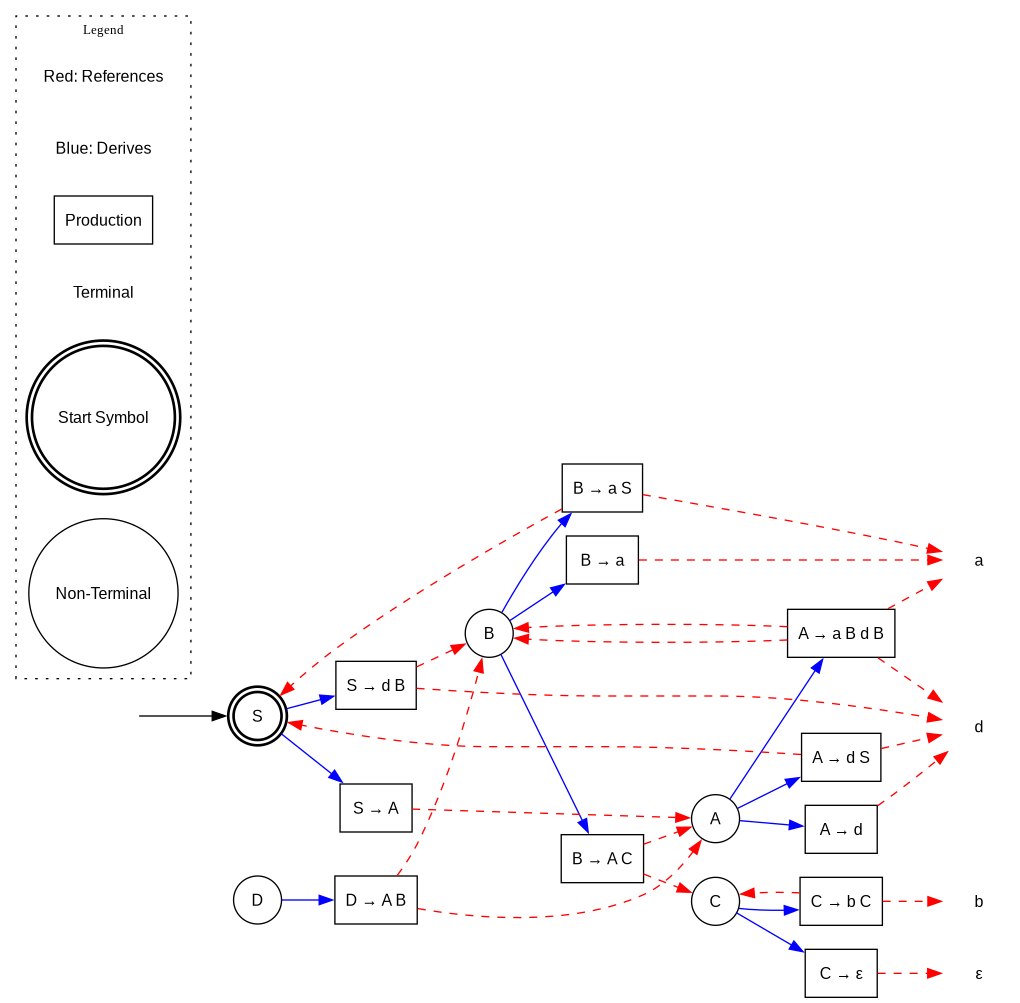 Legend
Red: References
Blue: Derives
Production
Terminal
Start Symbol
Non-Terminal
B → a S
B → a
a
B
A → a B d B
S → d B
S
d
A → d S
S → A
A
A → d
B → A C
D
D → A B
C
C → b C
b
C → ε
ε